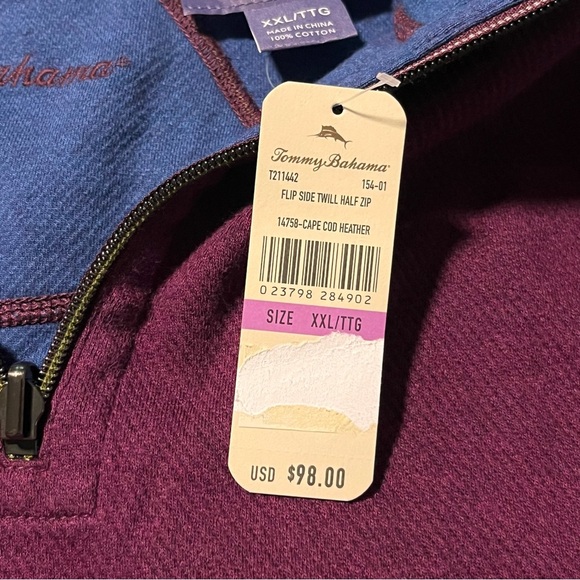 XXL/TTG
MADE IN CHINA
100% COTTON
ahama
Tommy Bahama®
T211442 154-01
FLIP SIDE TWILL HALF ZIP
14758-CAPE COD HEATHER
0 23798 284902
SIZE XXL/TTG
USD $98.00